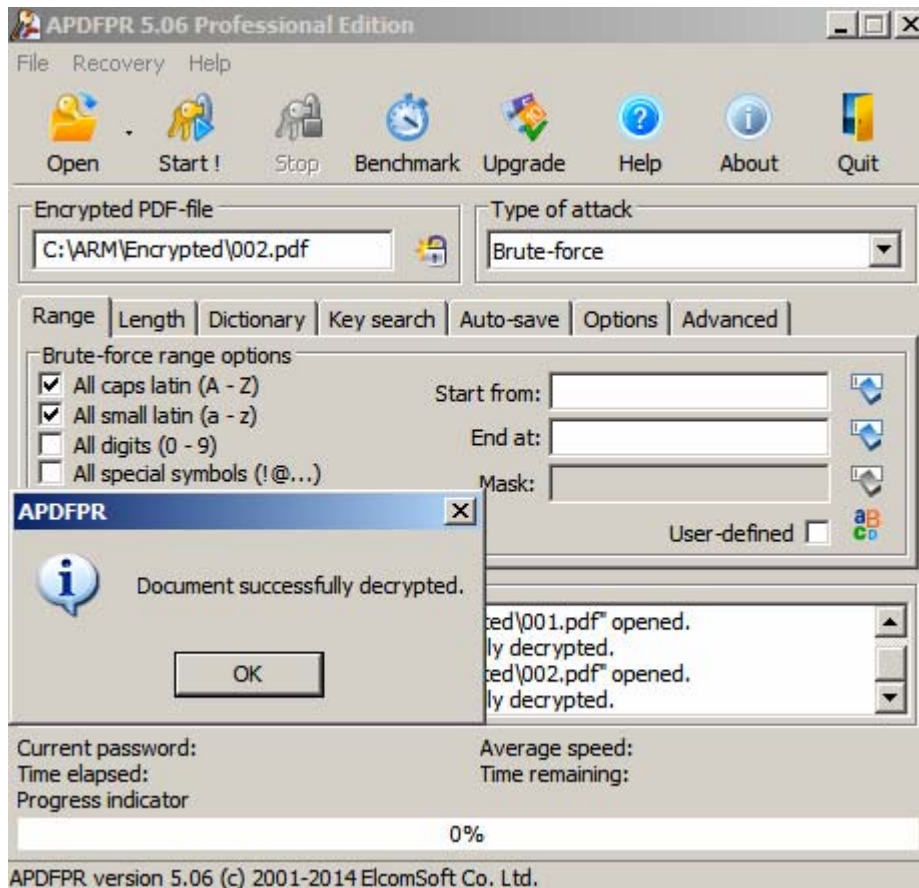 APDFPR 5.06 Professional Edition
File Recovery Help
Open Start ! Stop Benchmark Upgrade Help About Quit
Encrypted PDF-file
C:\ARM\Encrypted\002.pdf
Type of attack
Brute-force
Range Length Dictionary Key search Auto-save Options Advanced
Brute-force range options
All caps latin (A - Z)
All small latin (a - z)
All digits (0 - 9)
All special symbols (!@...)
Start from:
End at:
Mask:
User-defined
APDFPR
Document successfully decrypted.
OK
ted\001.pdf" opened.
ly decrypted.
ted\002.pdf" opened.
ly decrypted.
Current password:
Average speed:
Time elapsed:
Time remaining:
Progress indicator
0%
APDFPR version 5.06 (c) 2001-2014 ElcomSoft Co. Ltd.